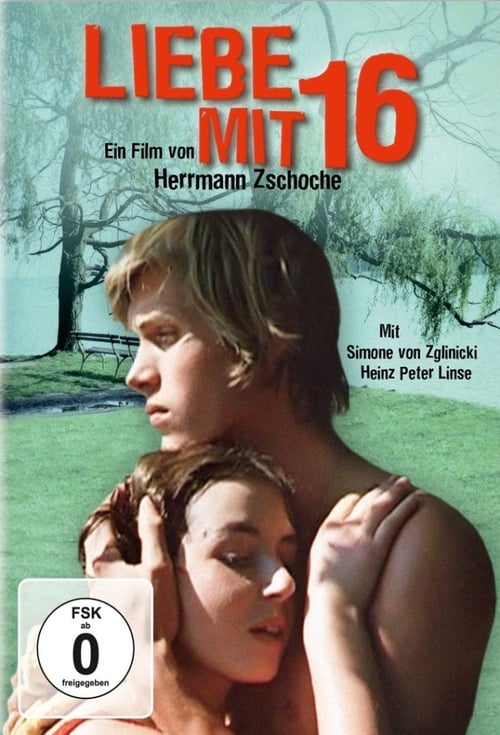 LIEBE
MIT 16
Ein Film von
Herrmann Zschoche
Mit
Simone von Zglinicki
Heinz Peter Linse
FSK
ab
0
freigegeben